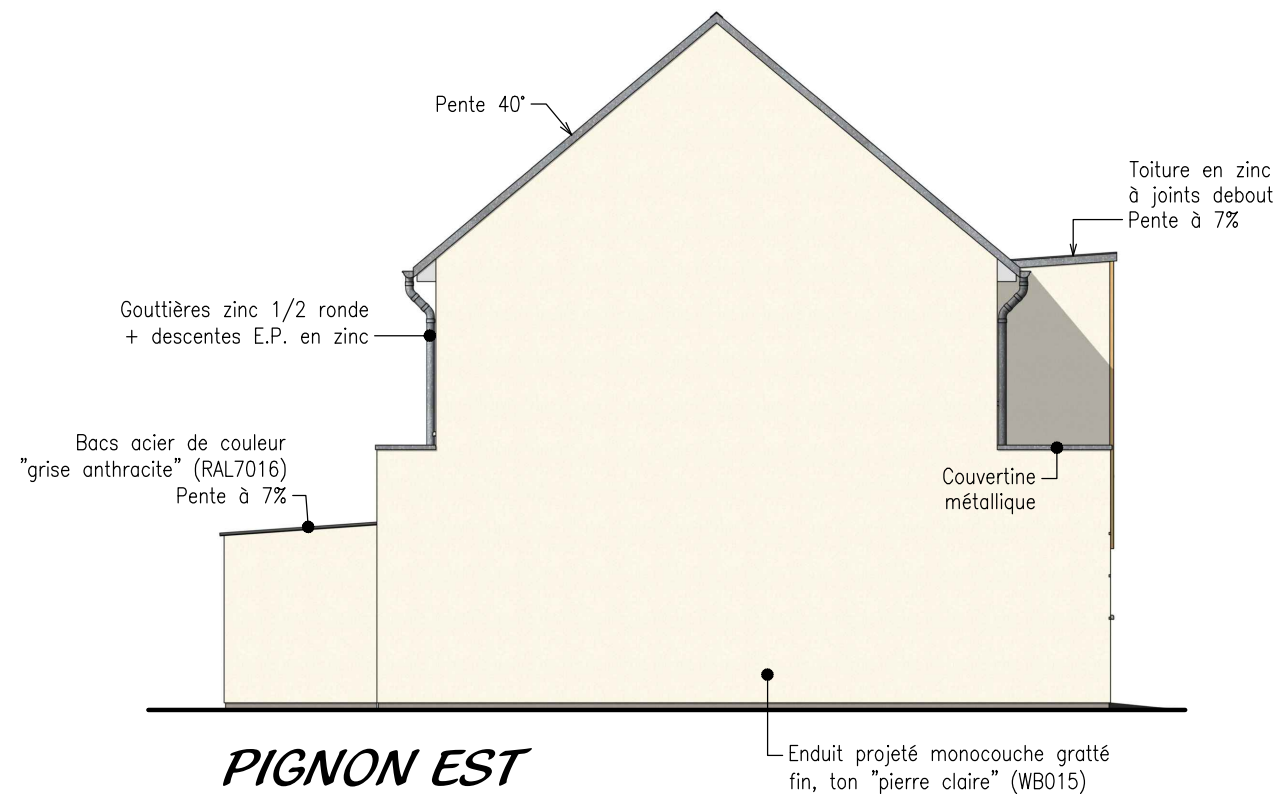 Pente 40°
Toiture en zinc
à joints debout
Pente à 7%
Gouttières zinc 1/2 ronde
+ descentes E.P. en zinc
Bacs acier de couleur
"grise anthracite" (RAL7016)
Pente à 7%
Couvertine
métallique
Enduit projeté monocouche gratté
fin, ton "pierre claire" (WB015)
PIGNON EST